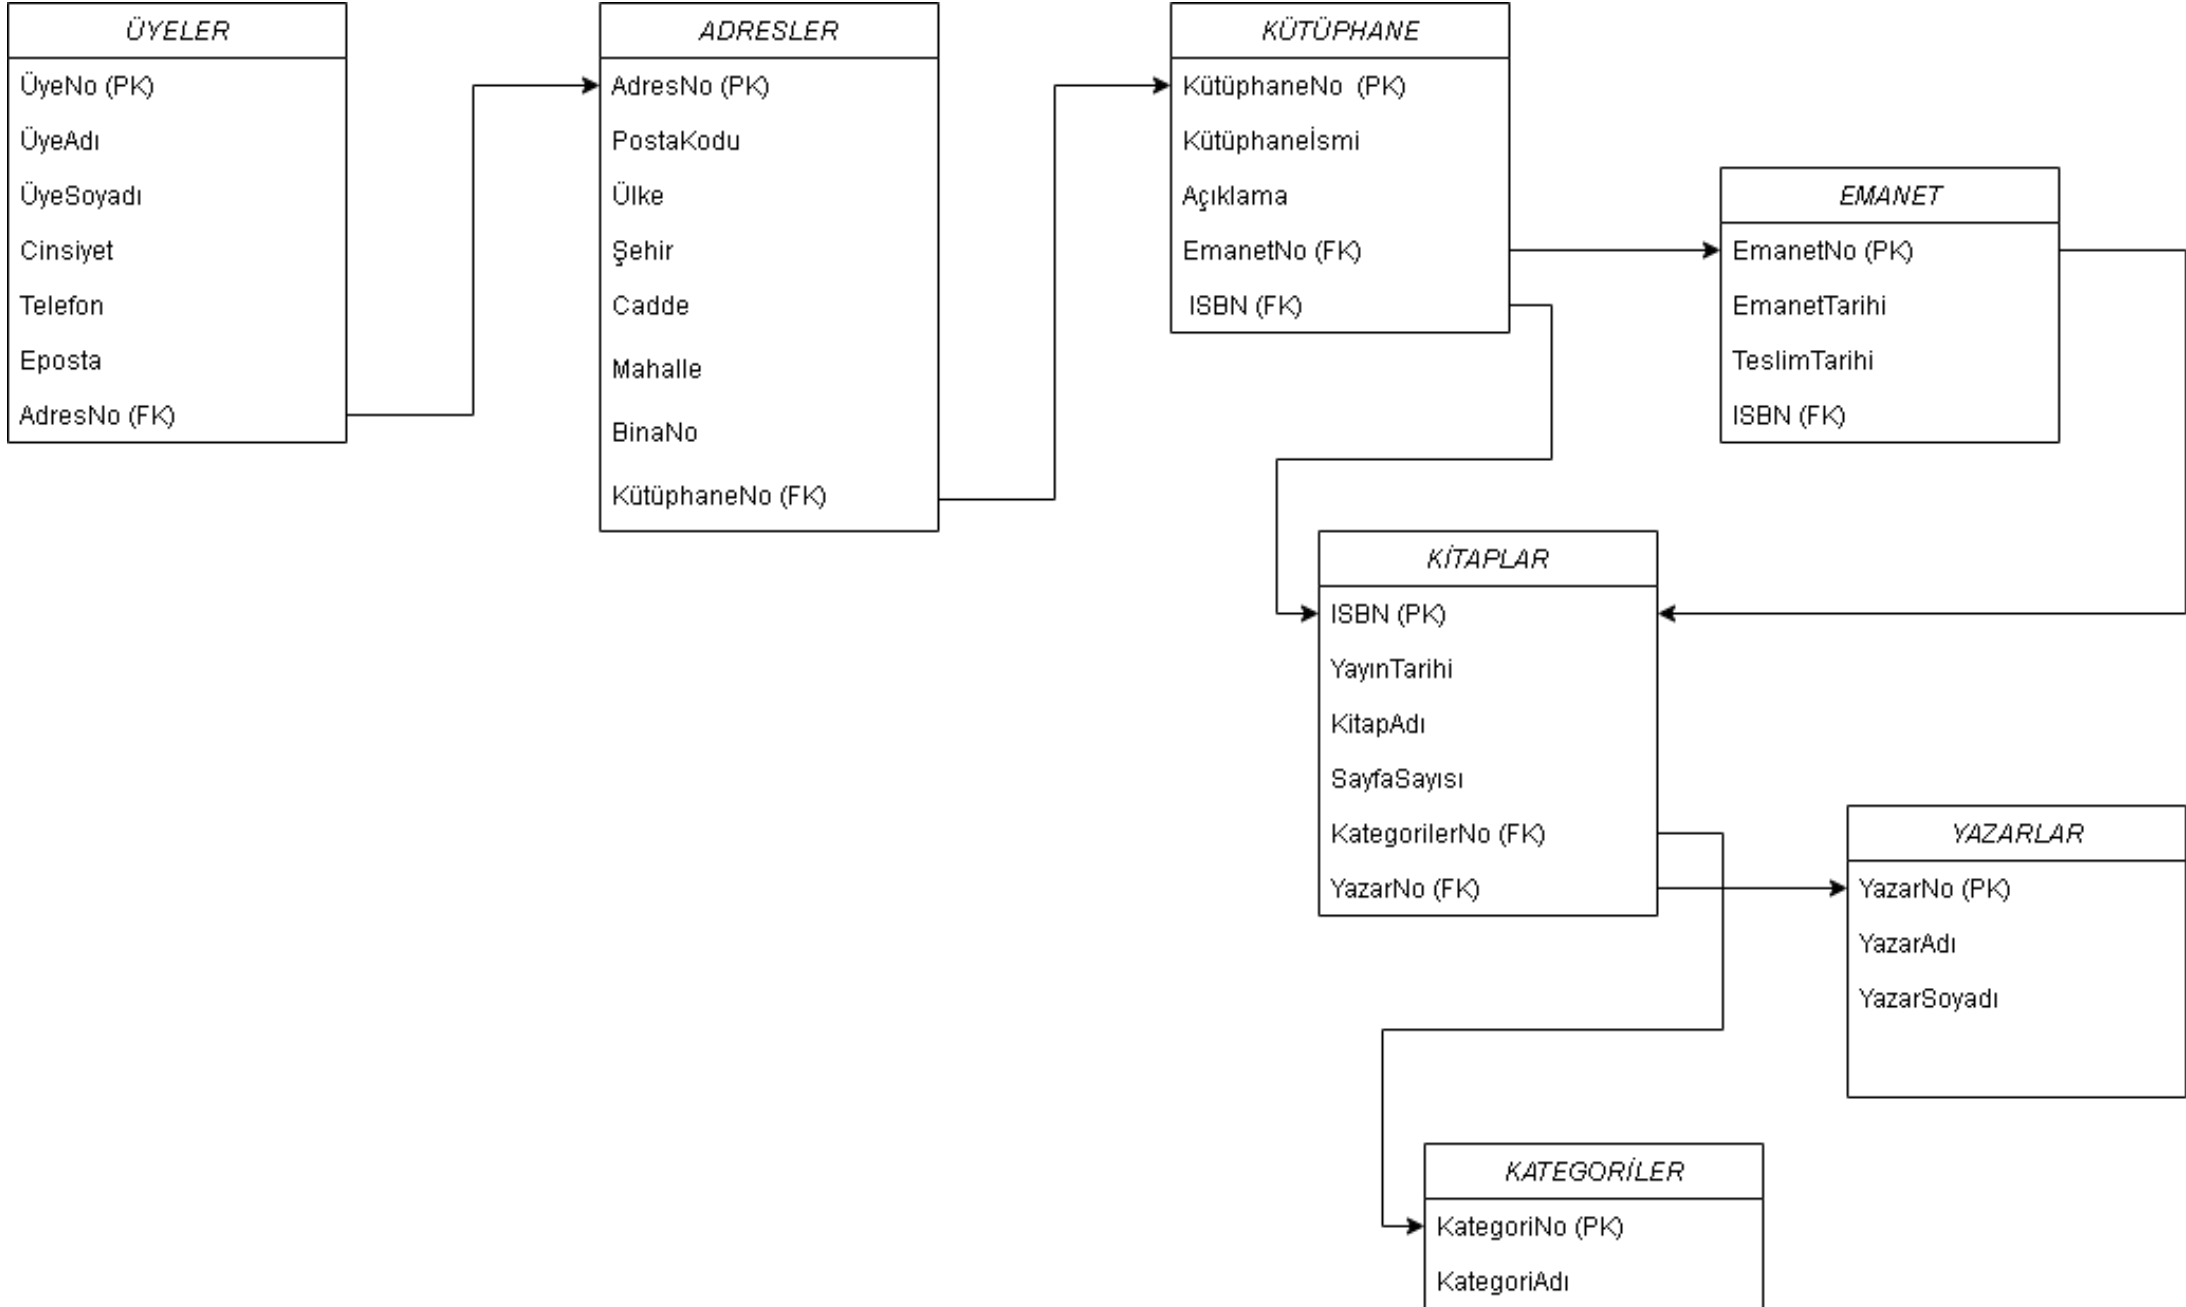 ÜYELER
ÜyeNo (PK)
ÜyeAdı
ÜyeSoyadı
Cinsiyet
Telefon
Eposta
AdresNo (FK)
ADRESLER
AdresNo (PK)
PostaKodu
Ülke
Şehir
Cadde
Mahalle
BinaNo
KütüphaneNo (FK)
KÜTÜPHANE
KütüphaneNo (PK)
Kütüphaneİsmi
Açıklama
EmanetNo (FK)
ISBN (FK)
EMANET
EmanetNo (PK)
EmanetTarihi
TeslimTarihi
ISBN (FK)
KİTAPLAR
ISBN (PK)
YayınTarihi
KitapAdı
SayfaSayısı
KategorilerNo (FK)
YazarNo (FK)
YAZARLAR
YazarNo (PK)
YazarAdı
YazarSoyadı
KATEGORİLER
KategoriNo (PK)
KategoriAdı